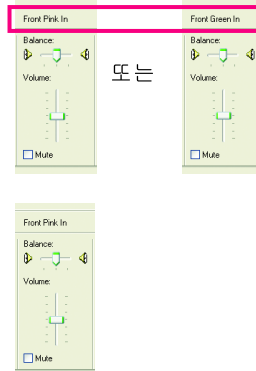 Front Pink In Front Green In
Balance: Balance:
또는
Volume: Volume:
Mute Mute
Front Pink In
Balance:
Volume:
Mute